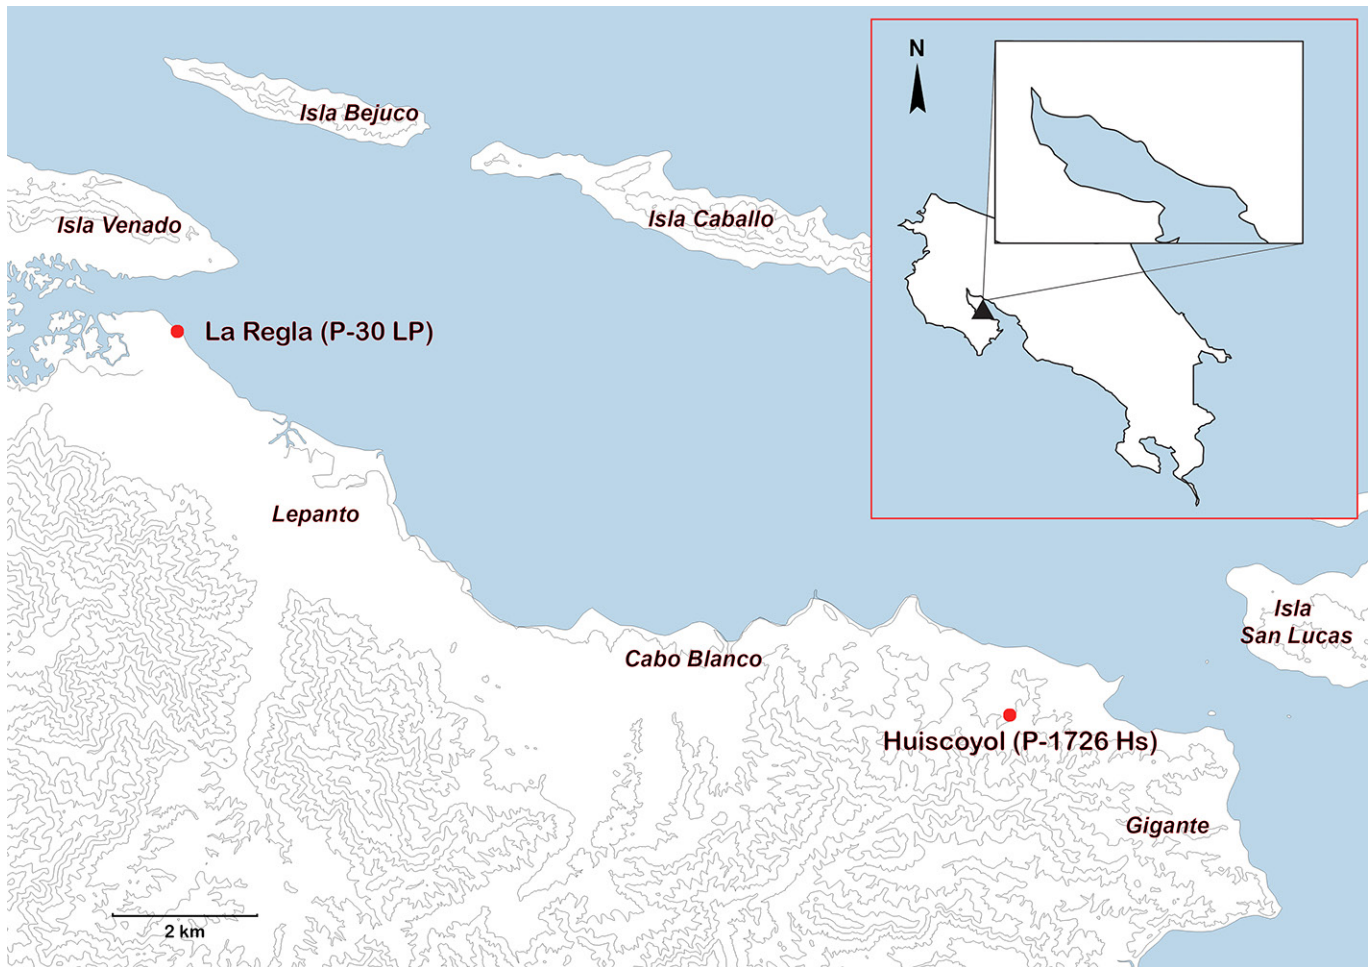 N
Isla Bejuco
Isla Venado
Isla Caballo
La Regla (P-30 LP)
Lepanto
Isla
San Lucas
Cabo Blanco
Huiscoyol (P-1726 Hs)
Gigante
2 km